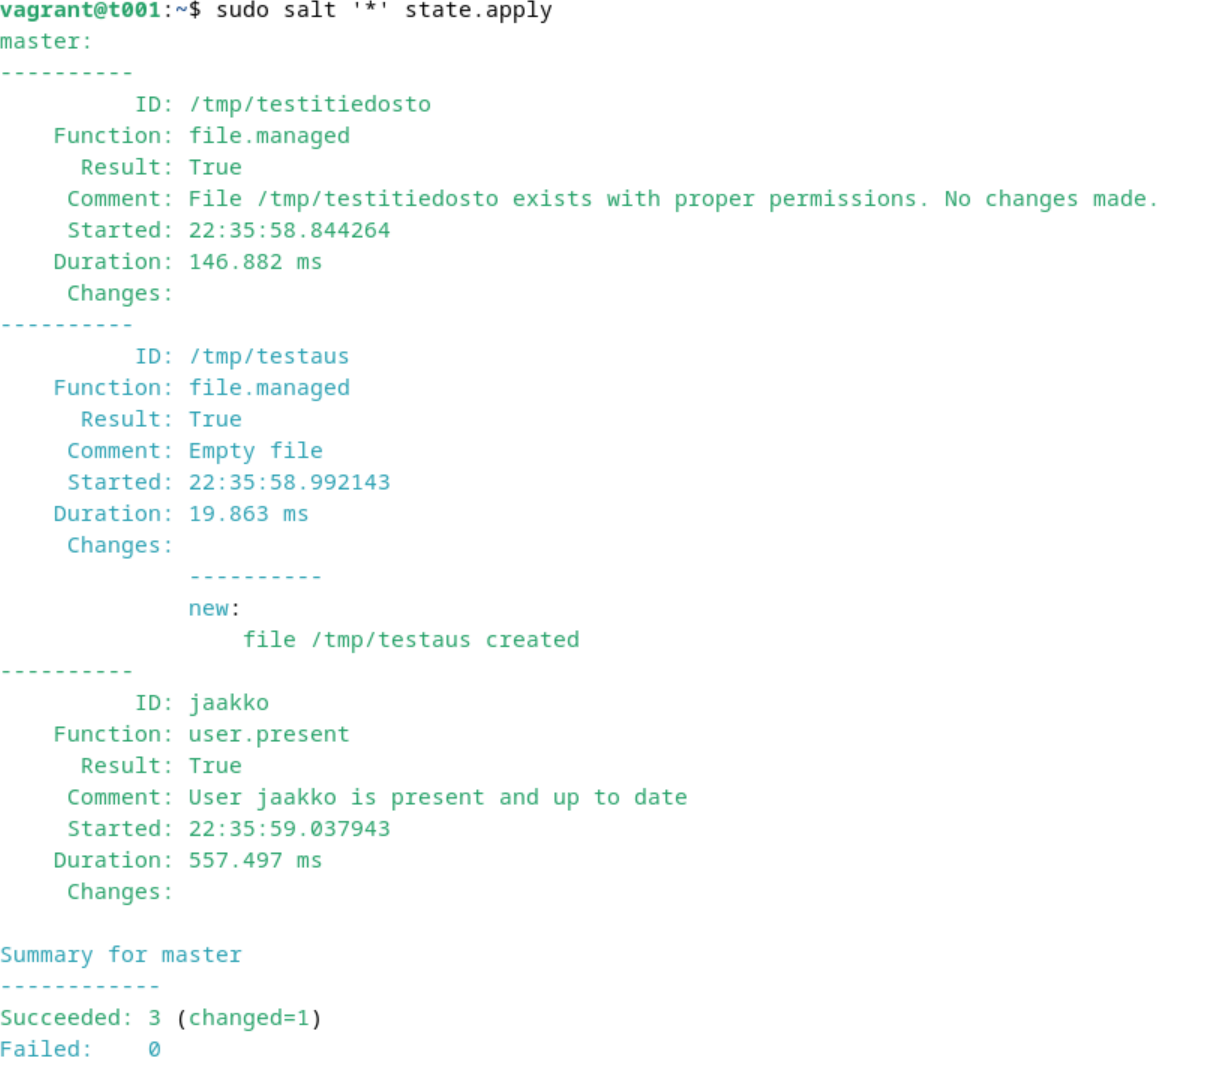 vagrant@t001:~$ sudo salt '*' state.apply
master:
----------
          ID: /tmp/testitiedosto
    Function: file.managed
      Result: True
     Comment: File /tmp/testitiedosto exists with proper permissions. No changes made.
     Started: 22:35:58.844264
    Duration: 146.882 ms
     Changes:
----------
          ID: /tmp/testaus
    Function: file.managed
      Result: True
     Comment: Empty file
     Started: 22:35:58.992143
    Duration: 19.863 ms
     Changes:
              ----------
              new:
                  file /tmp/testaus created
----------
          ID: jaakko
    Function: user.present
      Result: True
     Comment: User jaakko is present and up to date
     Started: 22:35:59.037943
    Duration: 557.497 ms
     Changes:

Summary for master
------------
Succeeded: 3 (changed=1)
Failed:    0